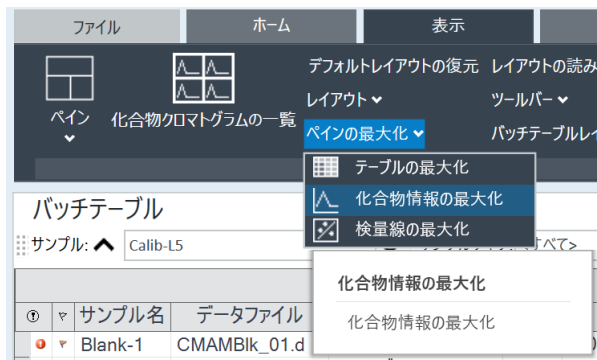 ファイル ホーム 表示
デフォルトレイアウトの復元 レイアウトの読み
レイアウト ツールバー
ペイン 化合物クロマトグラムの一覧
ペインの最大化 バッチテーブルレイ
テーブルの最大化
化合物情報の最大化
検量線の最大化
バッチテーブル
サンプル: Calib-L5 すべて>
化合物情報の最大化
化合物情報の最大化
サンプル名 データファイル
Blank-1 CMAMBlk_01.d